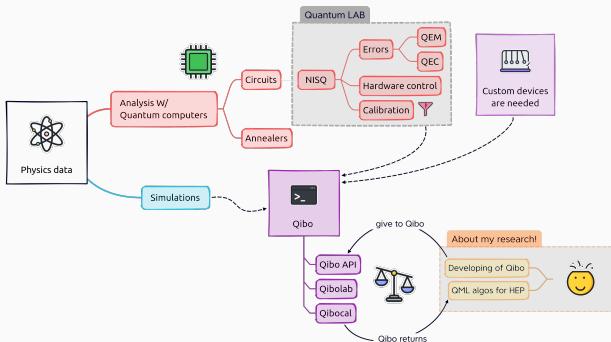 Quantum LAB
QEM
Errors
QEC
Circuits
NISQ
Hardware control
Custom devices
are needed
Analysis W/
Quantum computers
Calibration
Annealers
Physics data
Simulations
>_
Qibo
give to Qibo
About my research!
Qibo API
Developing of Qibo
Qibolab
QML algos for HEP
Qibocal
Qibo returns